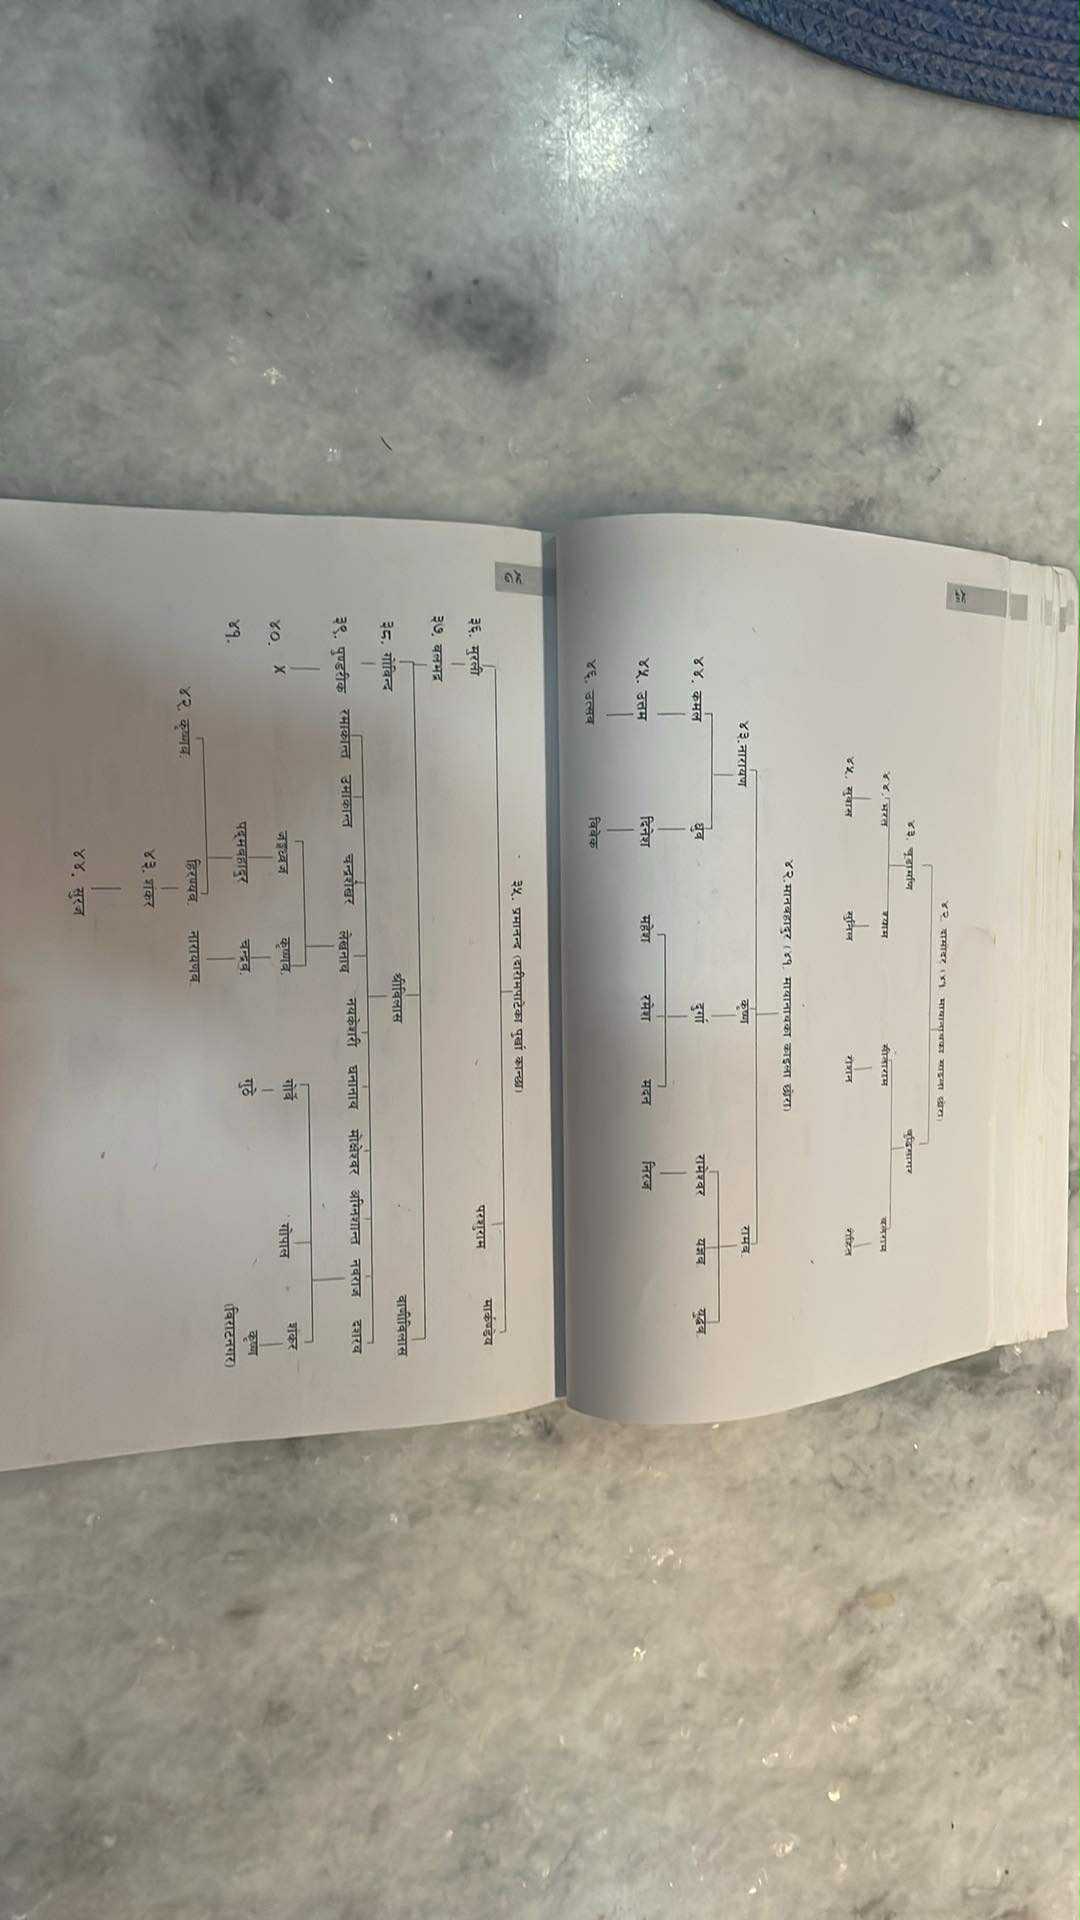 ५६
४२. दामोदर (४१. मायानाथका साइला छोरा)
४३. चूडामणि बुद्धिसागर
४४. भरत श्याम सीताराम बलराम
४५. सुवास सुनिल रोशन रोहित
४२.मानबहादुर (४१. मायानाथका काइला छोरा)
४३.नारायण कृष्ण रामब.
४४. कमल ध्रुव दुर्गा रामेश्वर यज्ञब. युद्धब.
४५. उत्तम दिनेश महेश रमेश मदन निरज
४६. उत्सव विवेक
५७
३५. प्रमानन्द (दारीमपाटेका पुर्खा कान्छा)
३६. मुरली परशुराम मार्कण्डेय
३७. बलभद्र
३८. गोविन्द श्रीविलास वाणीविलास
३९. पुण्डरीक रमाकान्त उमाकान्त चन्द्रशेखर लेखनाथ नयकेशरी घनानाथ मोक्षेश्वर अग्निशान्त नवराज दशरथ
४०. X जङ्गध्वज कृष्णब. गोर्वे गोपाल शंकर
४१. पद्मबहादुर चन्द्रब. गुठे कृष्ण
(विराटनगर)
४२. कृष्णब. हिरण्यब. नारायणब.
४३. शंकर
४४. सुरज